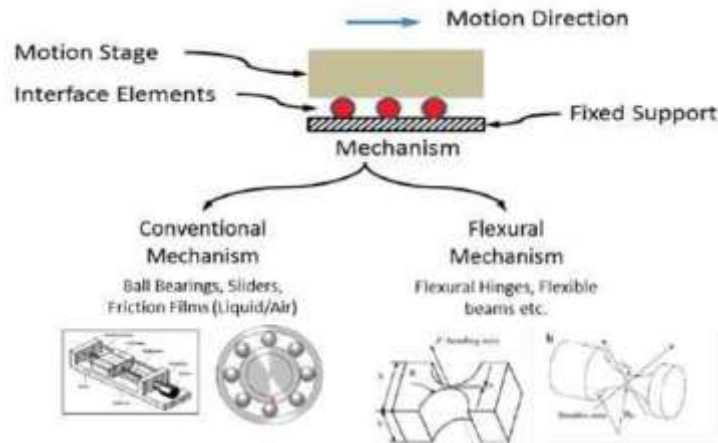 Motion Direction
Motion Stage
Interface Elements
Fixed Support
Mechanism
Conventional
Mechanism
Ball Bearings, Sliders,
Friction Films (Liquid/Air)
Flexural
Mechanism
Flexural Hinges, Flexible
beams etc.
b